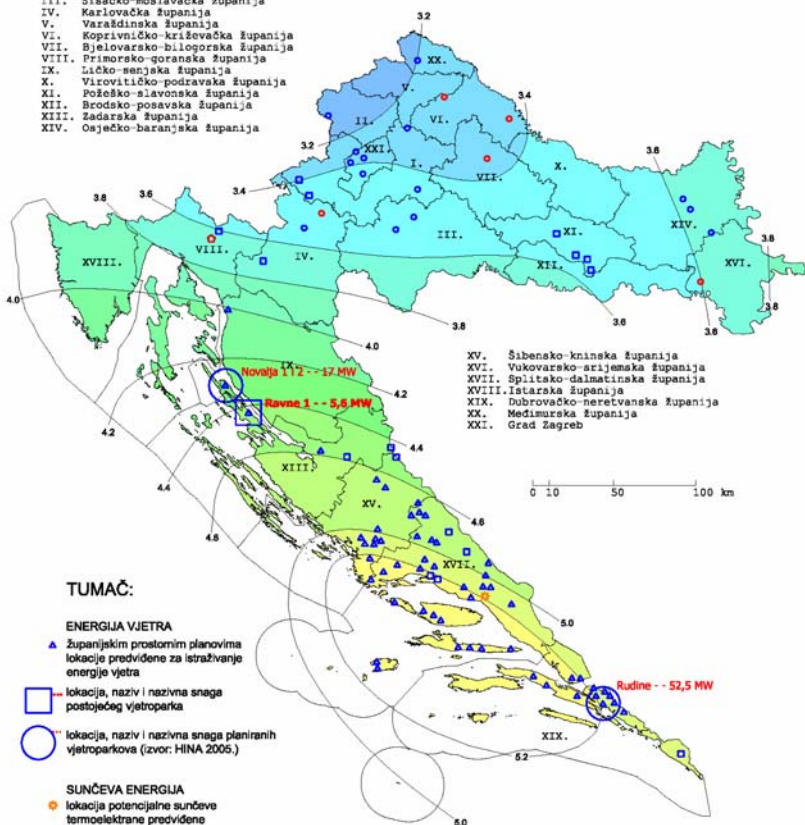 III. Sisačko-moslavačka županija
IV. Karlovačka županija
V. Varaždinska županija
VI. Koprivničko-križevačka županija
VII. Bjelovarsko-bilogorska županija
VIII. Primorsko-goranska županija
IX. Ličko-senjska županija
X. Virovitičko-podravska županija
XI. Požeško-slavonska županija
XII. Brodsko-posavska županija
XIII. Zadarska županija
XIV. Osječko-baranjska županija
3.2
XX.
V.
3.4
II.
VI.
3.2
XXI.
I.
3.6
VII.
X.
3.4
3.6
3.8
XIV.
3.8
XI.
III.
VIII.
XVIII.
IV.
XII.
XVI.
3.8
3.8
4.0
3.6
3.8
3.8
4.0
XV. Šibensko-kninska županija
XVI. Vukovarsko-srijemska županija
XVII. Splitsko-dalmatinska županija
XVIII. Istarska županija
XIX. Dubrovačko-neretvanska županija
XX. Međimurska županija
XXI. Grad Zagreb
IX.
Novalja 1 i 2 - - 17 MW
4.2
Ravne 1 - - 5,6 MW
4.2
4.4
0 10 50 100 km
XIII.
4.4
XV.
4.6
4.6
XVII.
5.0
Rudine - - 52,5 MW
XIX.
5.2
5.0
TUMAČ:
ENERGIJA VJETRA
županijskim prostornim planovima
lokacije predviđene za istraživanje
energije vjetra
lokacija, naziv i nazivna snaga
postojećeg vjetroparka
lokacija, naziv i nazivna snaga planiranih
vjetroparkova (izvor: HINA 2005.)
SUNČEVA ENERGIJA
lokacija potencijalne sunčeve
termoelektrane predviđene